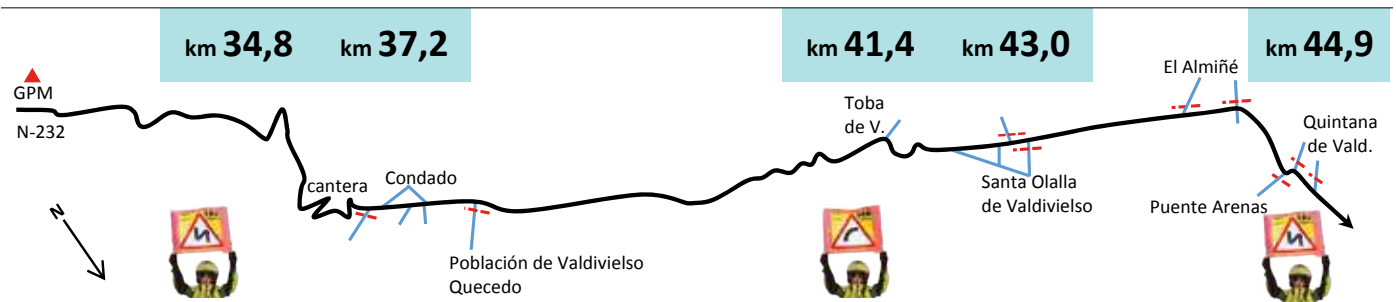 km 34,8
km 37,2
km 41,4
km 43,0
km 44,9
GPM
N-232
cantera
Condado
Población de Valdivielso
Quecedo
Toba
de V.
Santa Olalla
de Valdivielso
El Almiñé
Puente Arenas
Quintana
de Vald.
N